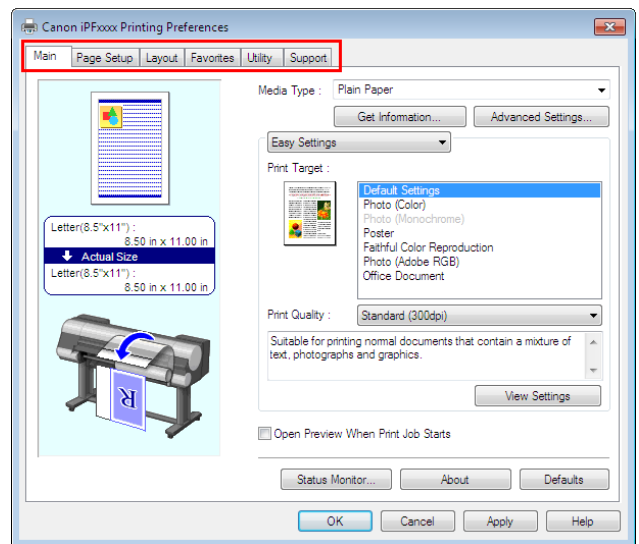 Canon iPFxxxx Printing Preferences
Main Page Setup Layout Favorites Utility Support
Media Type : Plain Paper
Get Information... Advanced Settings...
Easy Settings
Print Target :
Default Settings
Photo (Color)
Photo (Monochrome)
Poster
Faithful Color Reproduction
Photo (Adobe RGB)
Office Document
Letter(8.5"x11") :
8.50 in x 11.00 in
Actual Size
Letter(8.5"x11") :
8.50 in x 11.00 in
R
Print Quality : Standard (300dpi)
Suitable for printing normal documents that contain a mixture of
text, photographs and graphics.
View Settings
Open Preview When Print Job Starts
Status Monitor... About Defaults
OK Cancel Apply Help